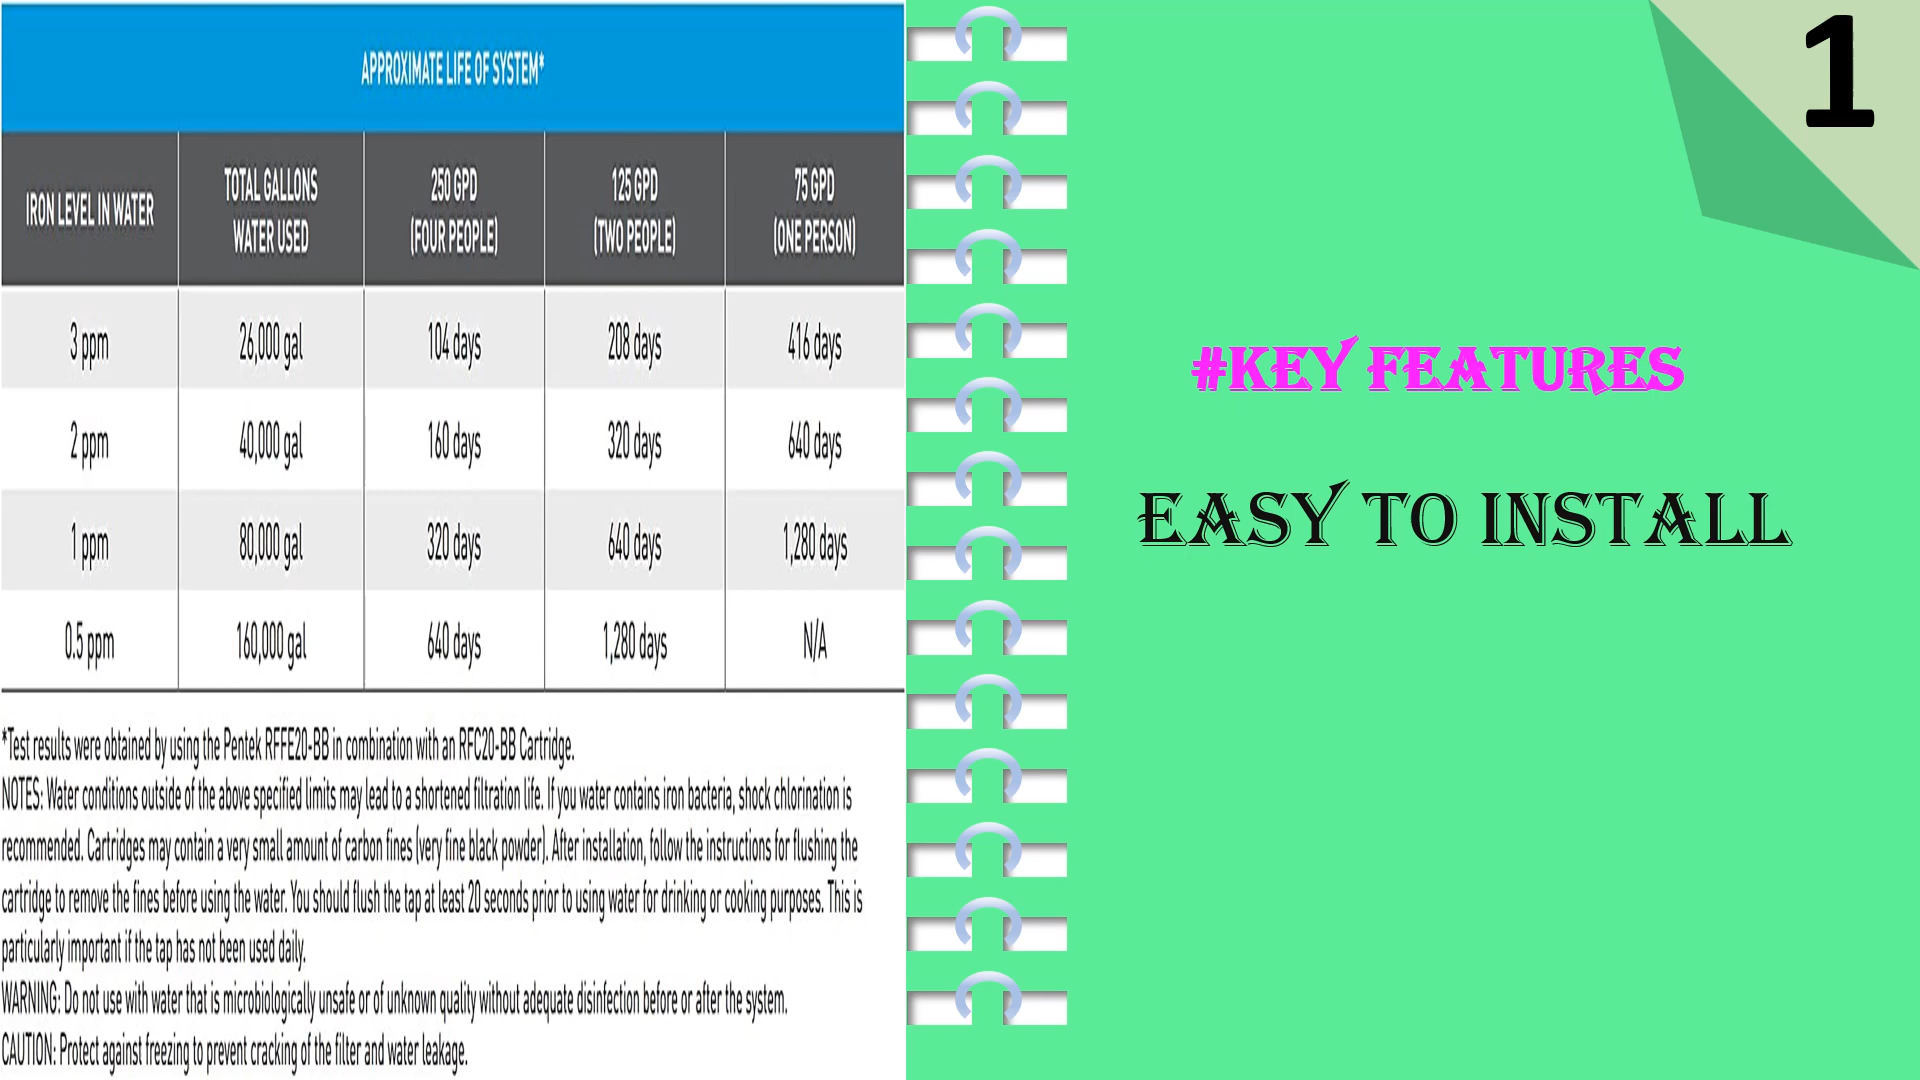 APPROXIMATE LIFE OF SYSTEM*
IRON LEVEL IN WATER
TOTAL GALLONS
WATER USED
250 GPD
(FOUR PEOPLE)
125 GPD
(TWO PEOPLE)
75 GPD
(ONE PERSON)
3 ppm 26,000 gal 104 days 208 days 416 days
2 ppm 40,000 gal 160 days 320 days 640 days
1 ppm 80,000 gal 320 days 640 days 1,280 days
0.5 ppm 160,000 gal 640 days 1,280 days N/A
*Test results were obtained by using the Pentek RFFE20-BB in combination with an RFC20-BB Cartridge.
NOTES: Water conditions outside of the above specified limits may lead to a shortened filtration life. If you water contains iron bacteria, shock chlorination is
recommended. Cartridges may contain a very small amount of carbon fines (very fine black powder). After installation, follow the instructions for flushing the
cartridge to remove the fines before using the water. You should flush the tap at least 20 seconds prior to using water for drinking or cooking purposes. This is
particularly important if the tap has not been used daily.
WARNING: Do not use with water that is microbiologically unsafe or of unknown quality without adequate disinfection before or after the system.
CAUTION: Protect against freezing to prevent cracking of the filter and water leakage.
1
#KEY FEATURES
EASY TO INSTALL